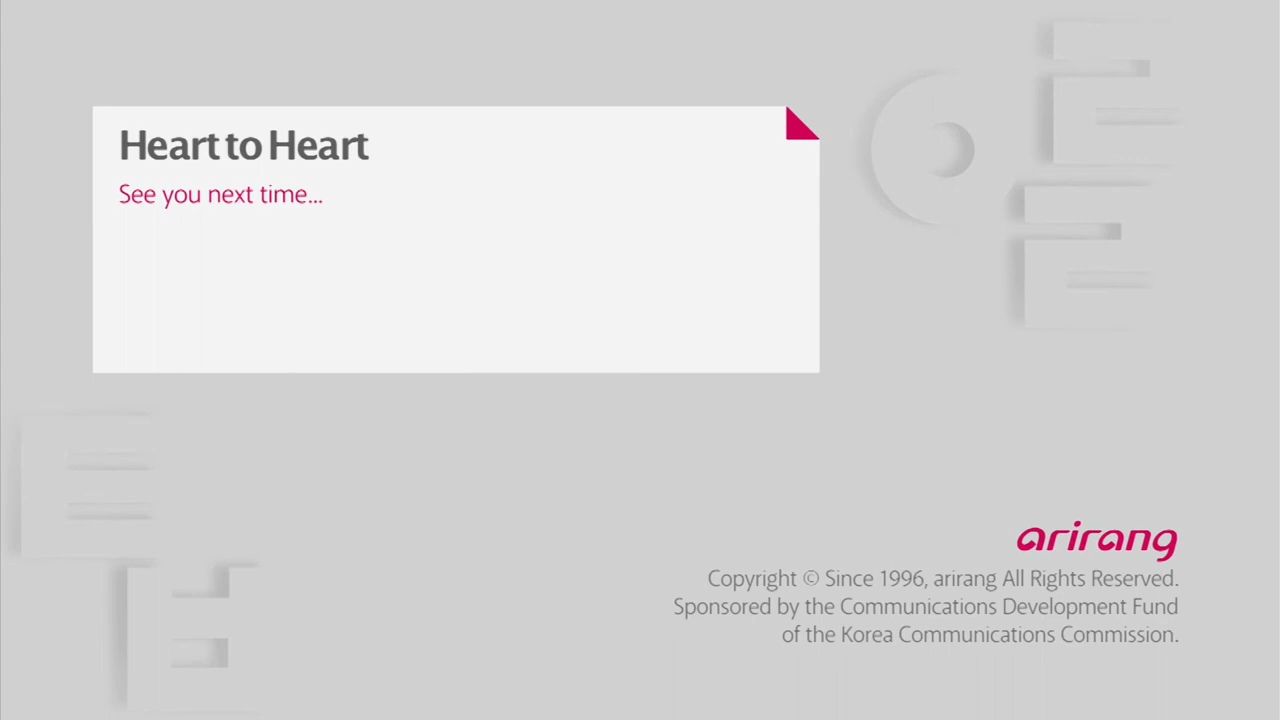 Heart to Heart
See you next time...
arirang
Copyright © Since 1996, arirang All Rights Reserved.
Sponsored by the Communications Development Fund
of the Korea Communications Commission.